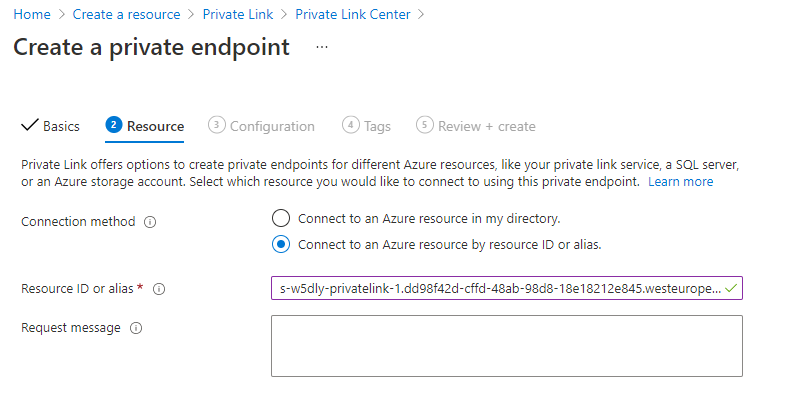 Home > Create a resource > Private Link > Private Link Center >
Create a private endpoint ...
Basics 2 Resource 3 Configuration 4 Tags 5 Review + create
Private Link offers options to create private endpoints for different Azure resources, like your private link service, a SQL server,
or an Azure storage account. Select which resource you would like to connect to using this private endpoint. Learn more
Connection method
Connect to an Azure resource in my directory.
Connect to an Azure resource by resource ID or alias.
Resource ID or alias * s-w5dly-privatelink-1.dd98f42d-cffd-48ab-98d8-18e18212e845.westeurope...
Request message